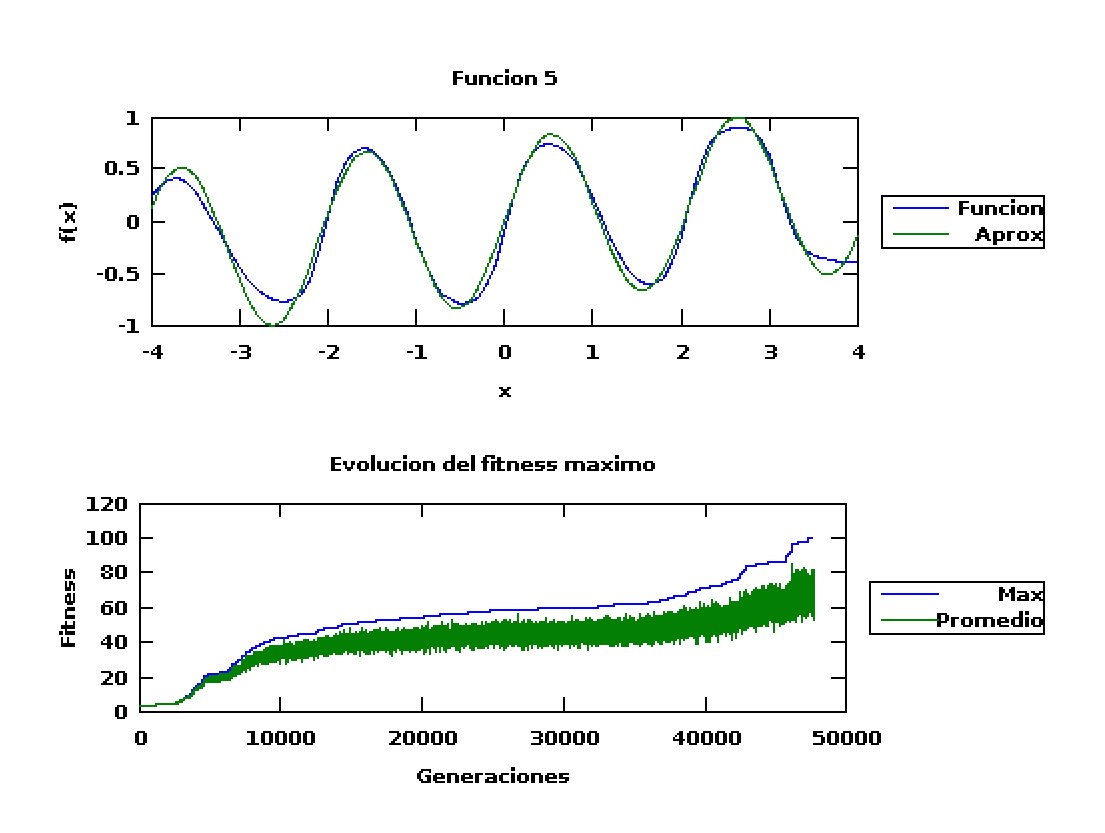 Funcion 5
1
0.5
0
-0.5
-1
f(x)
-4 -3 -2 -1 0 1 2 3 4
x
Funcion
Aprox
Evolucion del fitness maximo
120
100
80
60
40
20
0
Fitness
0 10000 20000 30000 40000 50000
Generaciones
Max
Promedio